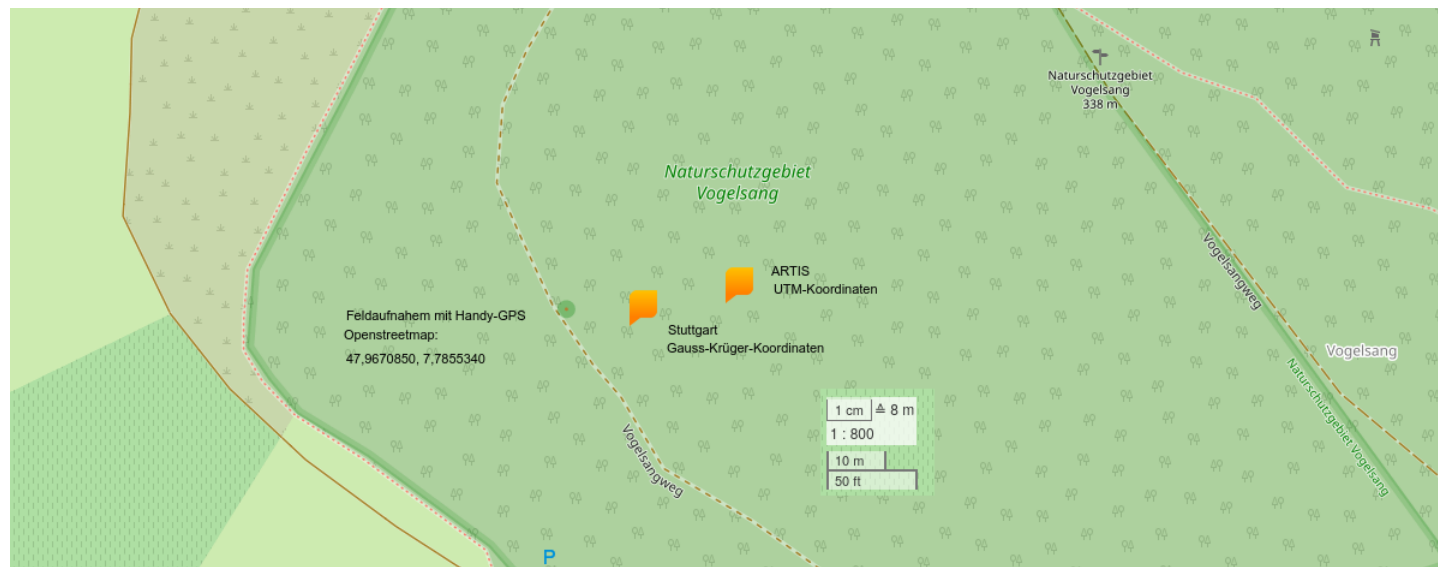 Naturschutzgebiet
Vogelsang
338 m
Naturschutzgebiet
Vogelsang
Vogelsangweg
ARTIS
UTM-Koordinaten
Feldaufnahem mit Handy-GPS
Openstreetmap:
47,9670850, 7,7855340
Stuttgart
Gauss-Krüger-Koordinaten
Vogelsang
Naturschutzgebiet Vogelsang
1 cm ≙ 8 m
1 : 800
10 m
50 ft
Vogelsangweg
P